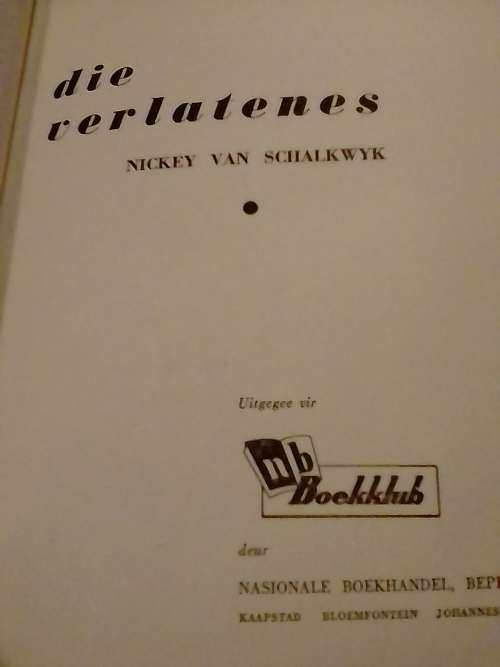 die
verlatenes
NICKEY VAN SCHALKWYK
Uitgegee vir
nb
Boekklub
deur
NASIONALE BOEKHANDEL,
KAAPSTAD BLOEMFONTEIN